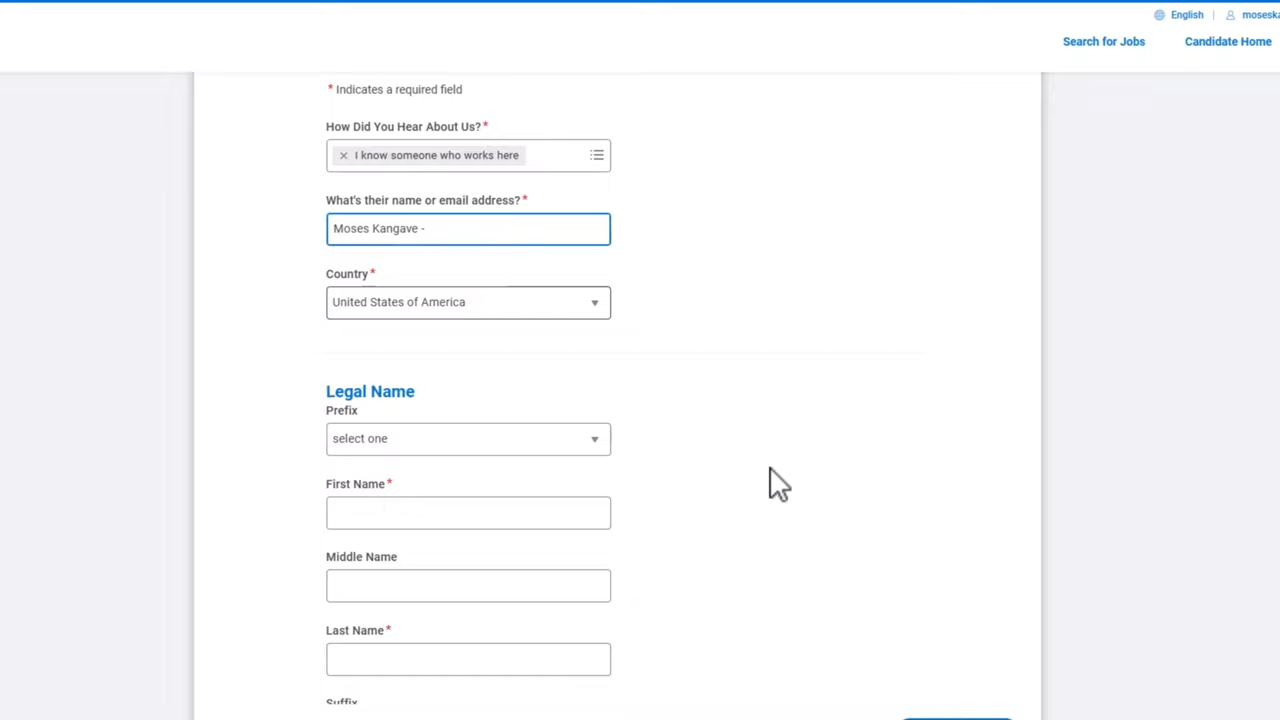 English
Search for Jobs
Candidate Home
* Indicates a required field
How Did You Hear About Us?*
× I know someone who works here
What's their name or email address?*
Moses Kangave -
Country*
United States of America
Legal Name
Prefix
select one
First Name*
Middle Name
Last Name*
Suffix